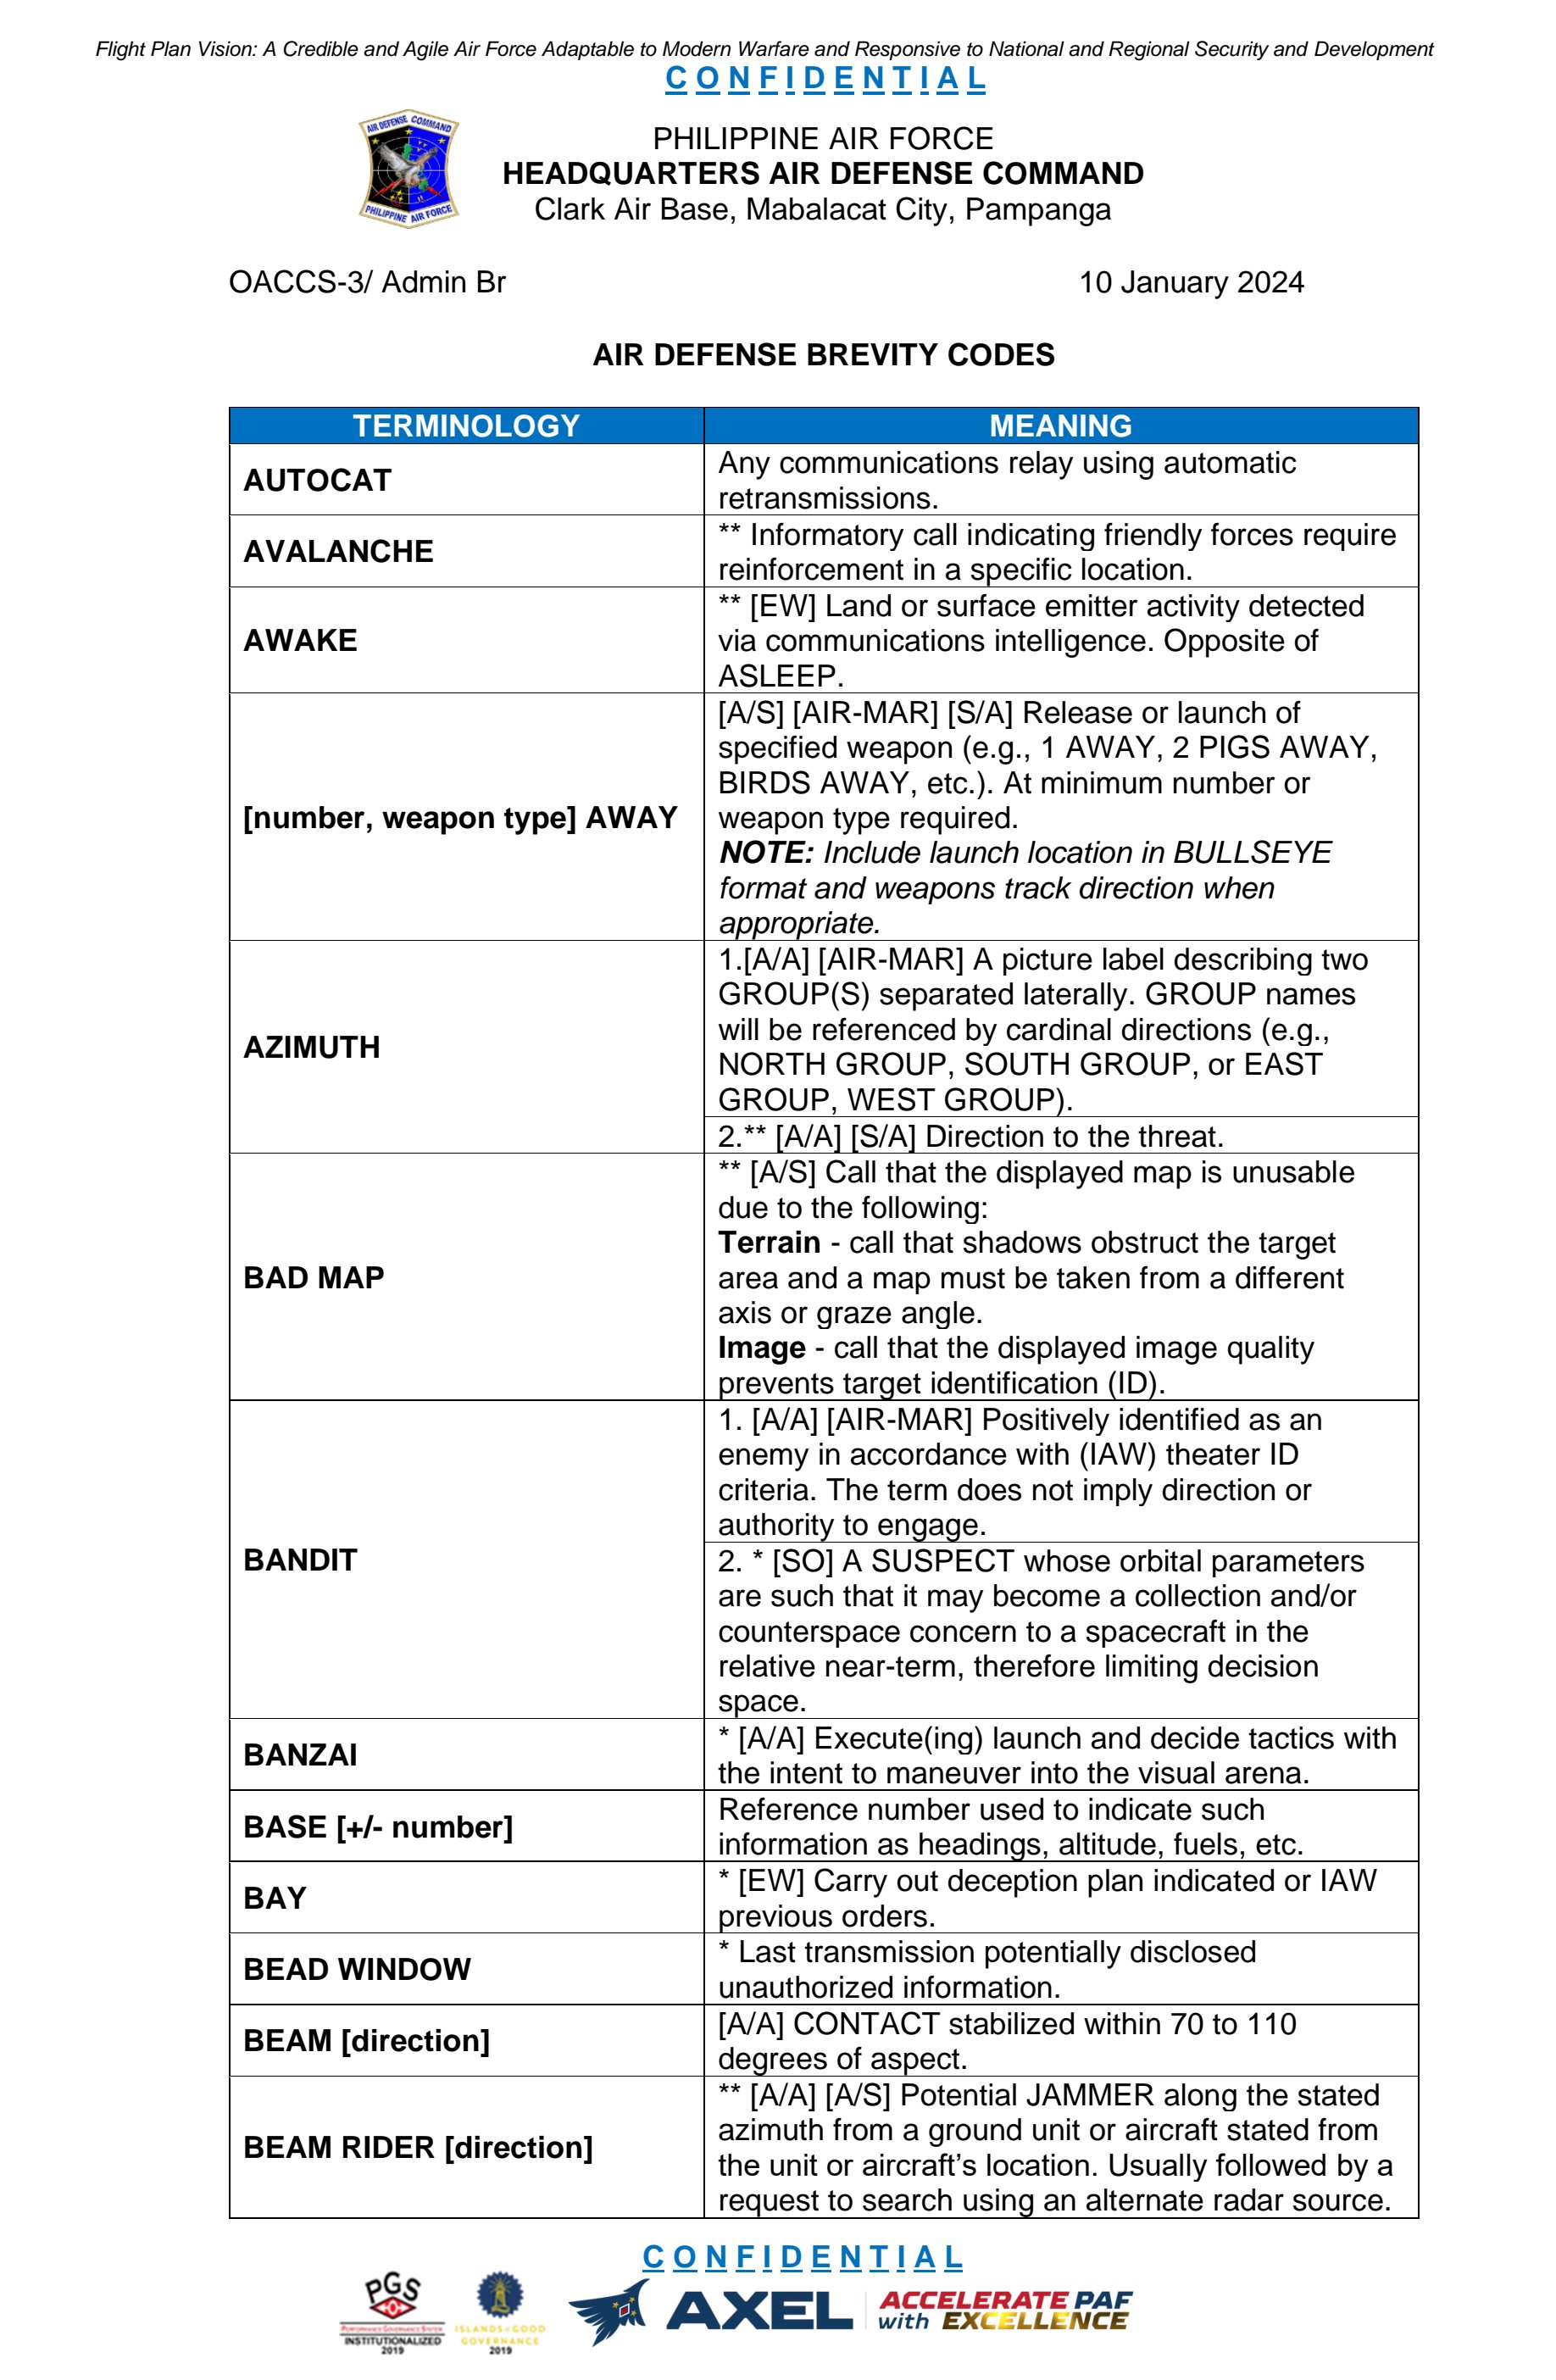 Flight Plan Vision: A Credible and Agile Air Force Adaptable to Modern Warfare and Responsive to National and Regional Security and Development
C O N F I D E N T I A L
AIR DEFENSE COMMAND
PHILIPPINE AIR FORCE
PHILIPPINE AIR FORCE
HEADQUARTERS AIR DEFENSE COMMAND
Clark Air Base, Mabalacat City, Pampanga
OACCS-3/ Admin Br 10 January 2024
AIR DEFENSE BREVITY CODES
TERMINOLOGY MEANING
AUTOCAT
Any communications relay using automatic
retransmissions.
AVALANCHE
** Informatory call indicating friendly forces require
reinforcement in a specific location.
AWAKE
** [EW] Land or surface emitter activity detected
via communications intelligence. Opposite of
ASLEEP.
[number, weapon type] AWAY
[A/S] [AIR-MAR] [S/A] Release or launch of
specified weapon (e.g., 1 AWAY, 2 PIGS AWAY,
BIRDS AWAY, etc.). At minimum number or
weapon type required.
NOTE: Include launch location in BULLSEYE
format and weapons track direction when
appropriate.
AZIMUTH
1.[A/A] [AIR-MAR] A picture label describing two
GROUP(S) separated laterally. GROUP names
will be referenced by cardinal directions (e.g.,
NORTH GROUP, SOUTH GROUP, or EAST
GROUP, WEST GROUP).
2.** [A/A] [S/A] Direction to the threat.
BAD MAP
** [A/S] Call that the displayed map is unusable
due to the following:
Terrain - call that shadows obstruct the target
area and a map must be taken from a different
axis or graze angle.
Image - call that the displayed image quality
prevents target identification (ID).
BANDIT
1. [A/A] [AIR-MAR] Positively identified as an
enemy in accordance with (IAW) theater ID
criteria. The term does not imply direction or
authority to engage.
2. * [SO] A SUSPECT whose orbital parameters
are such that it may become a collection and/or
counterspace concern to a spacecraft in the
relative near-term, therefore limiting decision
space.
BANZAI
* [A/A] Execute(ing) launch and decide tactics with
the intent to maneuver into the visual arena.
BASE [+/- number]
Reference number used to indicate such
information as headings, altitude, fuels, etc.
BAY
* [EW] Carry out deception plan indicated or IAW
previous orders.
BEAD WINDOW
* Last transmission potentially disclosed
unauthorized information.
BEAM [direction]
[A/A] CONTACT stabilized within 70 to 110
degrees of aspect.
BEAM RIDER [direction]
** [A/A] [A/S] Potential JAMMER along the stated
azimuth from a ground unit or aircraft stated from
the unit or aircraft’s location. Usually followed by a
request to search using an alternate radar source.
C O N F I D E N T I A L
PGS
PERFORMANCE GOVERNANCE SYSTEM
INSTITUTIONALIZED
2019
ISLANDS of GOOD
GOVERNANCE
2019
AXEL
ACCELERATE PAF
with EXCELLENCE